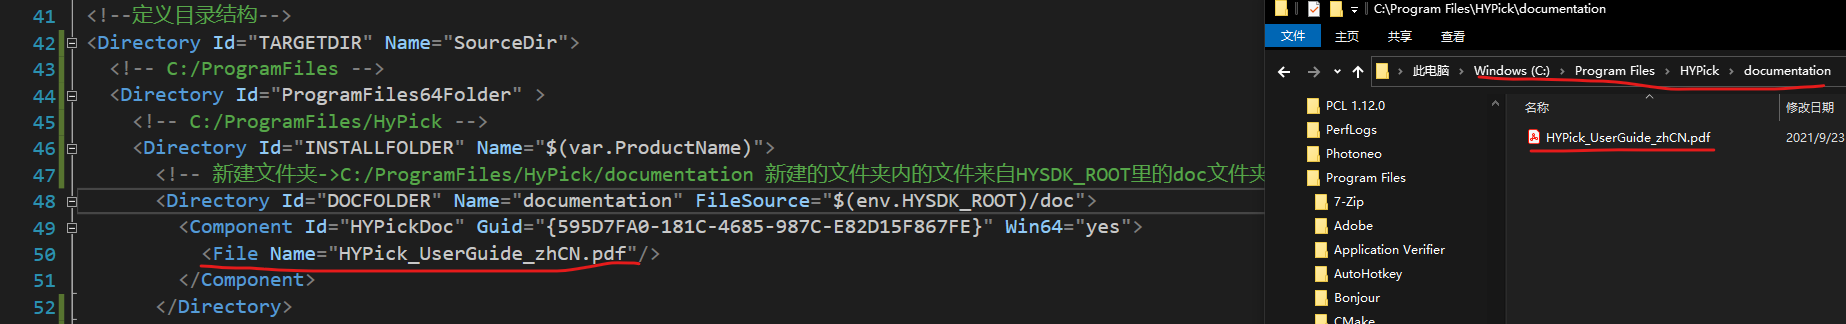 41 <!--定义目录结构-->
42 <Directory Id="TARGETDIR" Name="SourceDir">
43 <!-- C:/ProgramFiles -->
44 <Directory Id="ProgramFiles64Folder" >
45 <!-- C:/ProgramFiles/HyPick -->
46 <Directory Id="INSTALLFOLDER" Name="$(var.ProductName)">
47 <!-- 新建文件夹->C:/ProgramFiles/HyPick/documentation 新建的文件夹内的文件来自HYSDK_ROOT里的doc文件夹
48 <Directory Id="DOCFOLDER" Name="documentation" FileSource="$(env.HYSDK_ROOT)/doc">
49 <Component Id="HYPickDoc" Guid="{595D7FA0-181C-4685-987C-E82D15F867FE}" Win64="yes">
50 <File Name="HYPick_UserGuide_zhCN.pdf"/>
51 </Component>
52 </Directory>
C:\Program Files\HYPick\documentation
文件 主页 共享 查看
此电脑 > Windows (C:) > Program Files > HYPick > documentation
PCL 1.12.0
PerfLogs
Photoneo
Program Files
7-Zip
Adobe
Application Verifier
AutoHotkey
Bonjour
CMake
名称 修改日期
HYPick_UserGuide_zhCN.pdf 2021/9/23